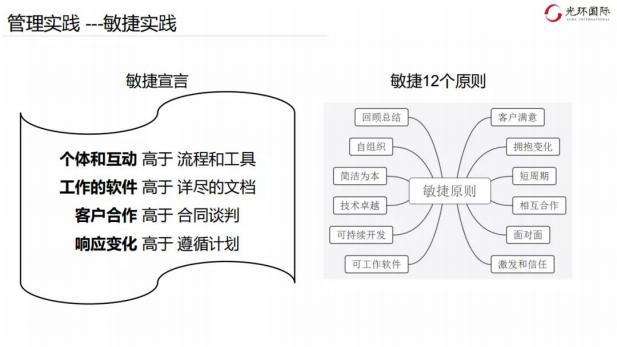 管理实践 ---敏捷实践
光环国际
敏捷宣言
个体和互动 高于 流程和工具
工作的软件 高于 详尽的文档
客户合作 高于 合同谈判
响应变化 高于 遵循计划
敏捷12个原则
回顾总结
自组织
简洁为本
技术卓越
可持续开发
可工作软件
敏捷原则
客户满意
拥抱变化
短周期
相互合作
面对面
激发和信任